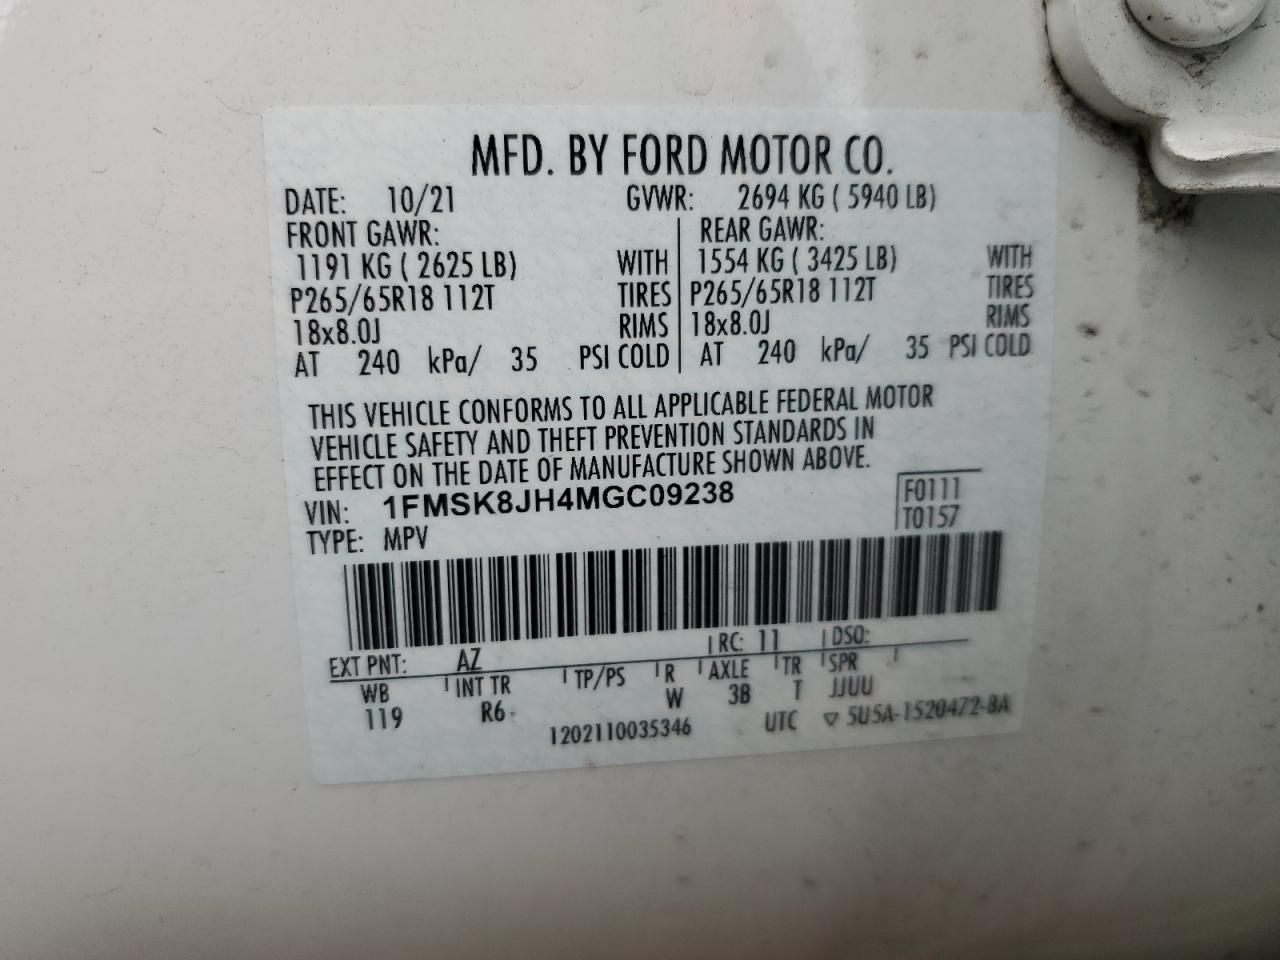 MFD. BY FORD MOTOR CO.
DATE: 10/21 GVWR: 2694 KG ( 5940 LB)
FRONT GAWR: REAR GAWR:
1191 KG ( 2625 LB) WITH 1554 KG ( 3425 LB) WITH
P265/65R18 112T TIRES P265/65R18 112T TIRES
18x8.0J RIMS 18x8.0J RIMS
AT 240 kPa/ 35 PSI COLD AT 240 kPa/ 35 PSI COLD
THIS VEHICLE CONFORMS TO ALL APPLICABLE FEDERAL MOTOR
VEHICLE SAFETY AND THEFT PREVENTION STANDARDS IN
EFFECT ON THE DATE OF MANUFACTURE SHOWN ABOVE.
VIN: 1FMSK8JH4MGC09238 F0111
TYPE: MPV T0157
EXT PNT: AZ RC: 11 DSO:
WB INT TR TP/PS R AXLE TR SPR
119 R6 W 3B T JJUU
1202110035346 UTC ▽ 5U5A-1520472-BA